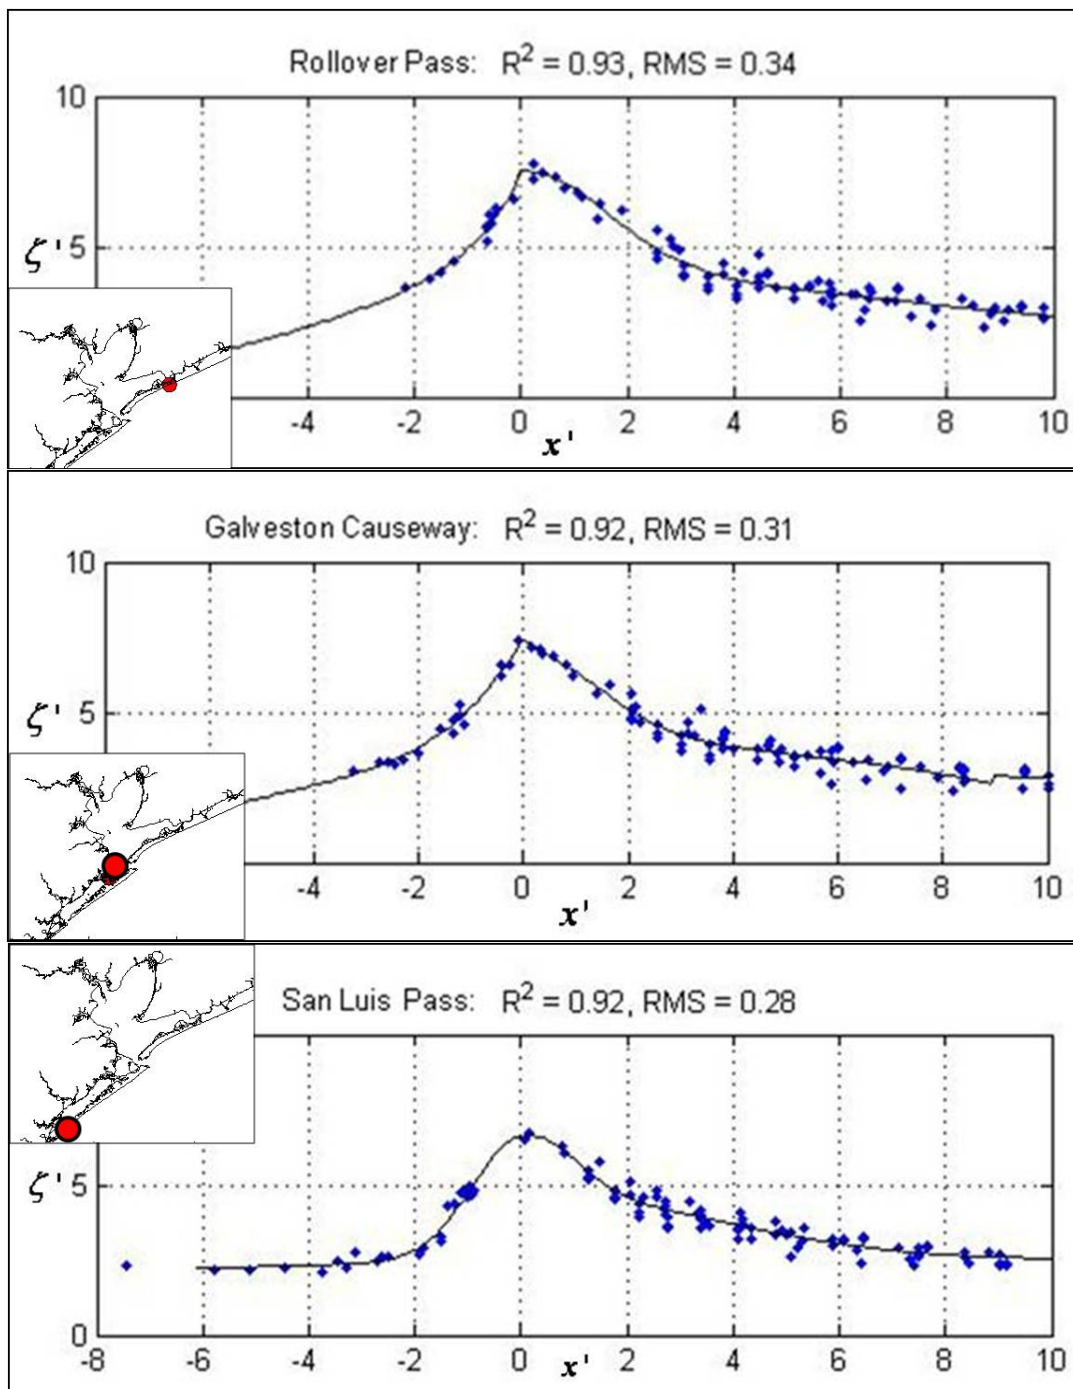 Rollover Pass: R² = 0.93, RMS = 0.34
10
ζ' 5
-4 -2 0 2 4 6 8 10
x'
Galveston Causeway: R² = 0.92, RMS = 0.31
10
ζ' 5
-4 -2 0 2 4 6 8 10
x'
San Luis Pass: R² = 0.92, RMS = 0.28
ζ' 5
0
-8 -6 -4 -2 0 2 4 6 8 10
x'